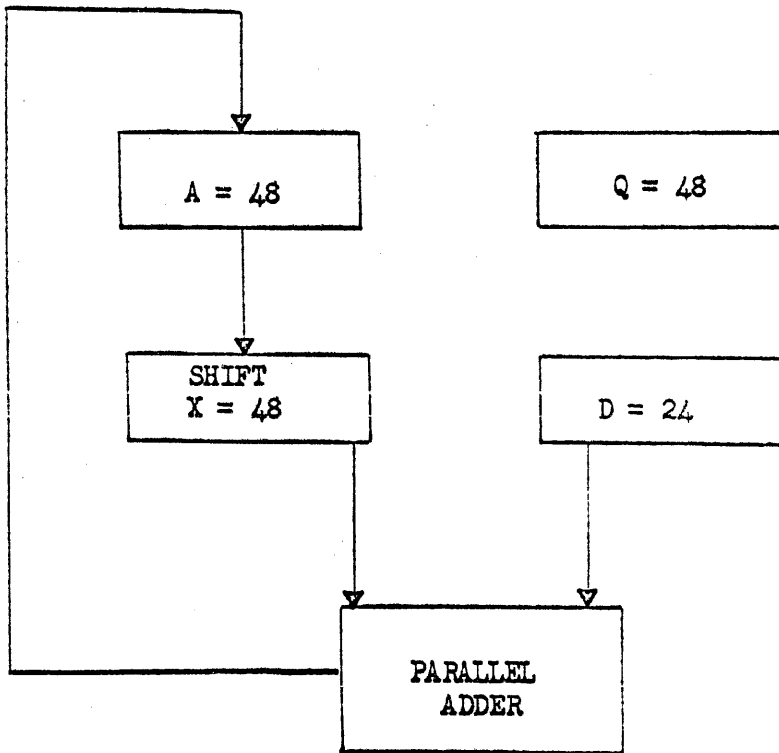 A = 48
Q = 48
SHIFT
X = 48
D = 24
PARALLEL
ADDER